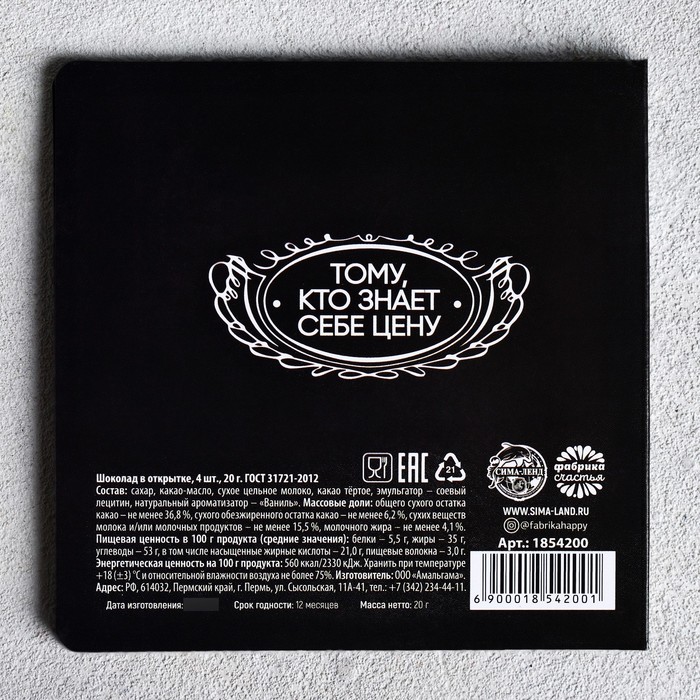 ТОМУ,
КТО ЗНАЕТ
СЕБЕ ЦЕНУ
Шоколад в открытке, 4 шт., 20 г. ГОСТ 31721-2012
Состав: сахар, какао-масло, сухое цельное молоко, какао тёртое, эмульгатор – соевый
лецитин, натуральный ароматизатор – «Ваниль». Массовые доли: общего сухого остатка
какао – не менее 36,8 %, сухого обезжиренного остатка какао – не менее 6,2 %, сухих веществ
молока и/или молочных продуктов – не менее 15,5 %, молочного жира – не менее 4,1 %.
Пищевая ценность в 100 г продукта (средние значения): белки – 5,5 г, жиры – 35 г,
углеводы – 53 г, в том числе насыщенные жирные кислоты – 21,0 г, пищевые волокна – 3,0 г.
Энергетическая ценность на 100 г продукта: 560 ккал/2330 кДж. Хранить при температуре
+18 (±3) °С и относительной влажности воздуха не более 75%. Изготовитель: ООО «Амальгама».
Адрес: РФ, 614032, Пермский край, г. Пермь, ул. Сысольская, 11А-41, тел.: +7 (342) 234-44-11.
Дата изготовления: Срок годности: 12 месяцев Масса нетто: 20 г
EAC
21
СИМА-ЛЕНД
фабрика
счастья
WWW.SIMA-LAND.RU
@fabrikahappy
Арт.: 1854200
6 900018 542001